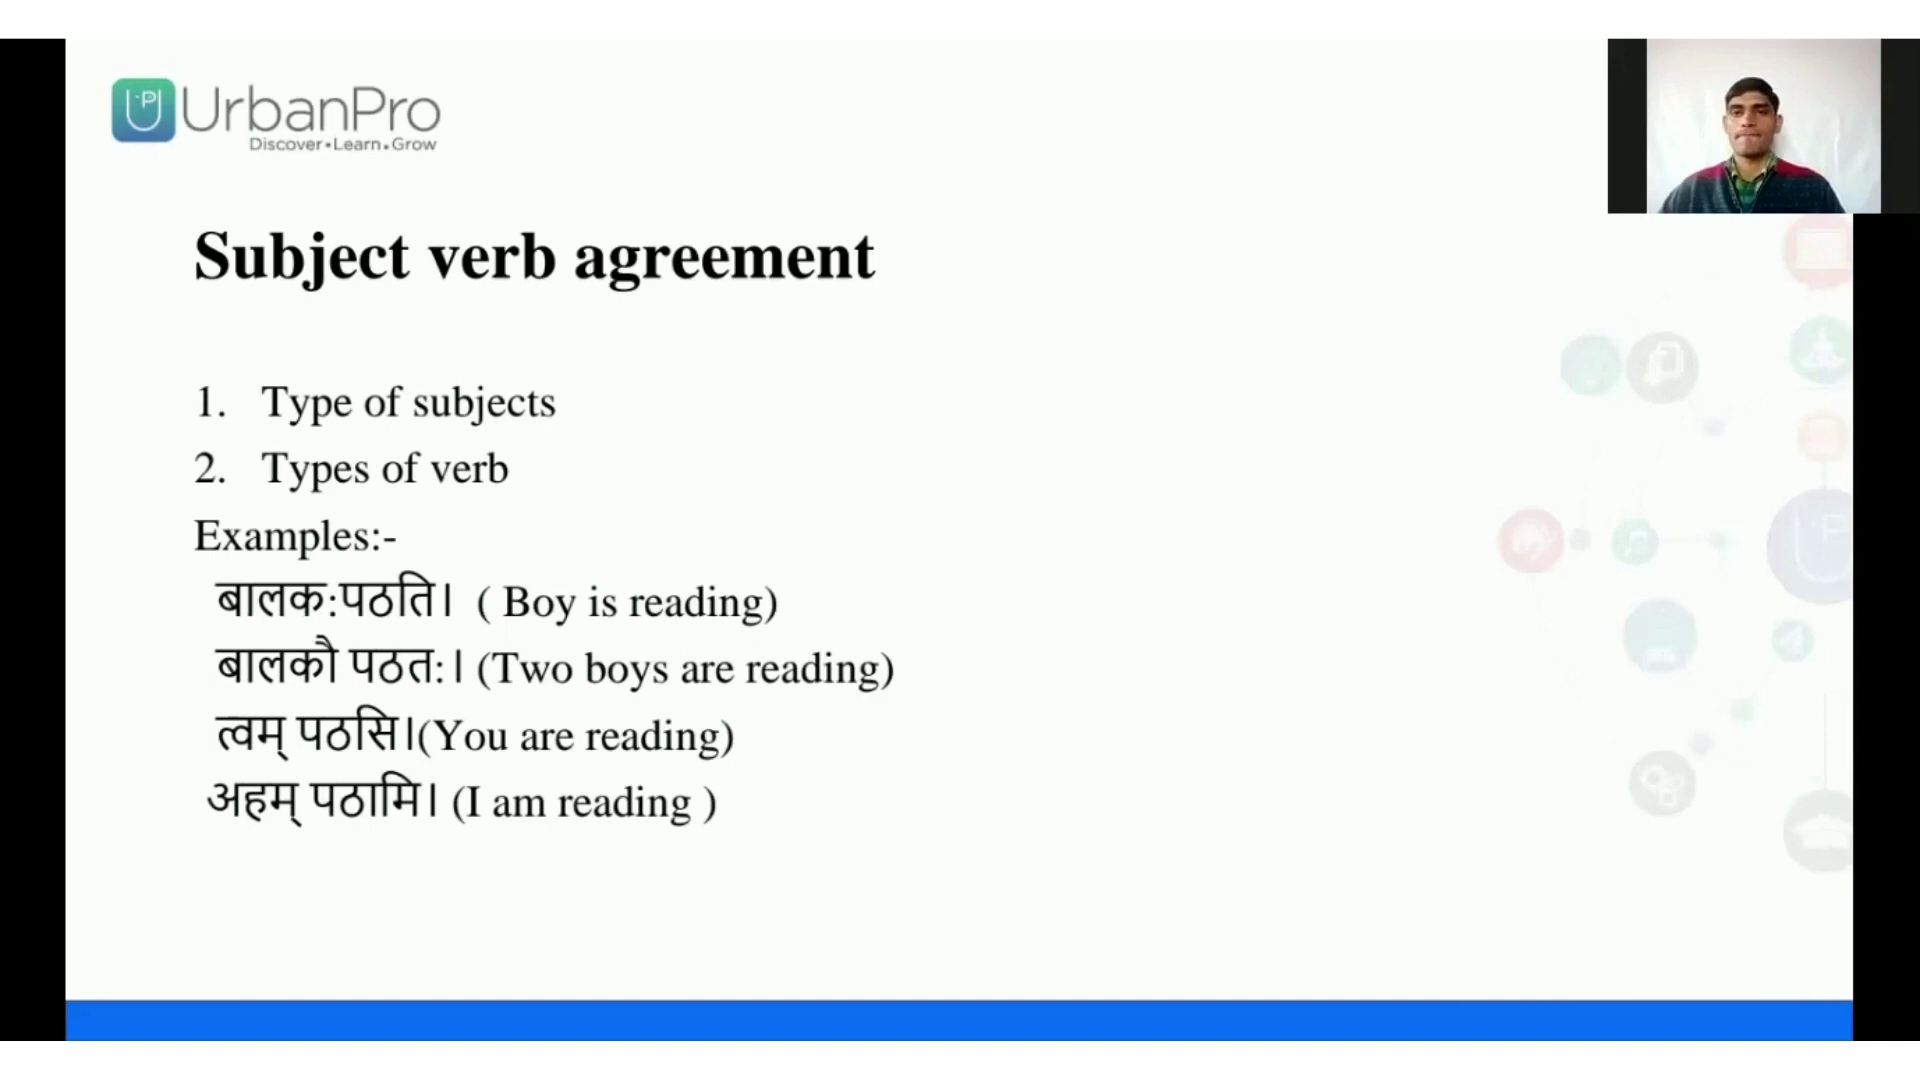 UrbanPro
Discover•Learn•Grow
Subject verb agreement
1. Type of subjects
2. Types of verb
Examples:-
बालक:पठति। ( Boy is reading)
बालकौ पठत:। (Two boys are reading)
त्वम् पठसि।(You are reading)
अहम् पठामि। (I am reading )